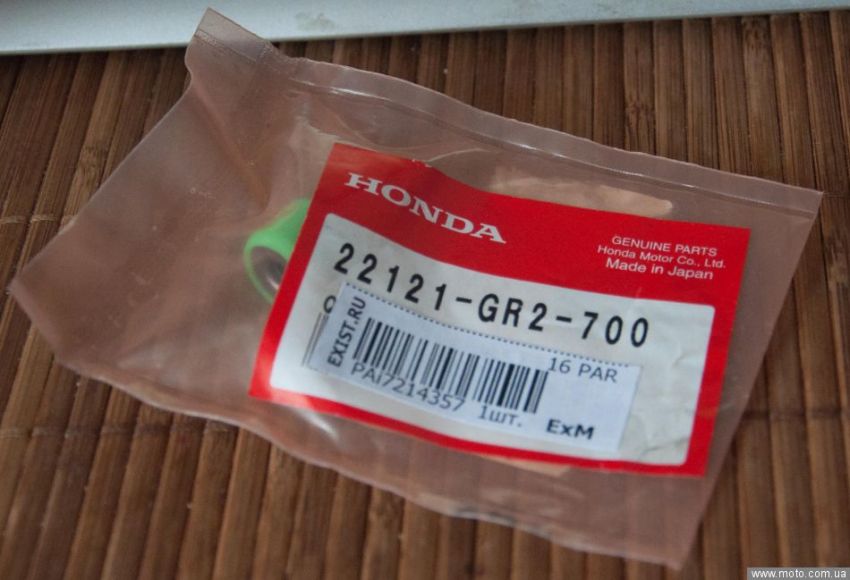 HONDA
GENUINE PARTS
Honda Motor Co., Ltd.
Made in Japan
22121-GR2-700
EXIST.RU
16 PAR
PAi7214357 1шт.
ExM
www.moto.com.ua